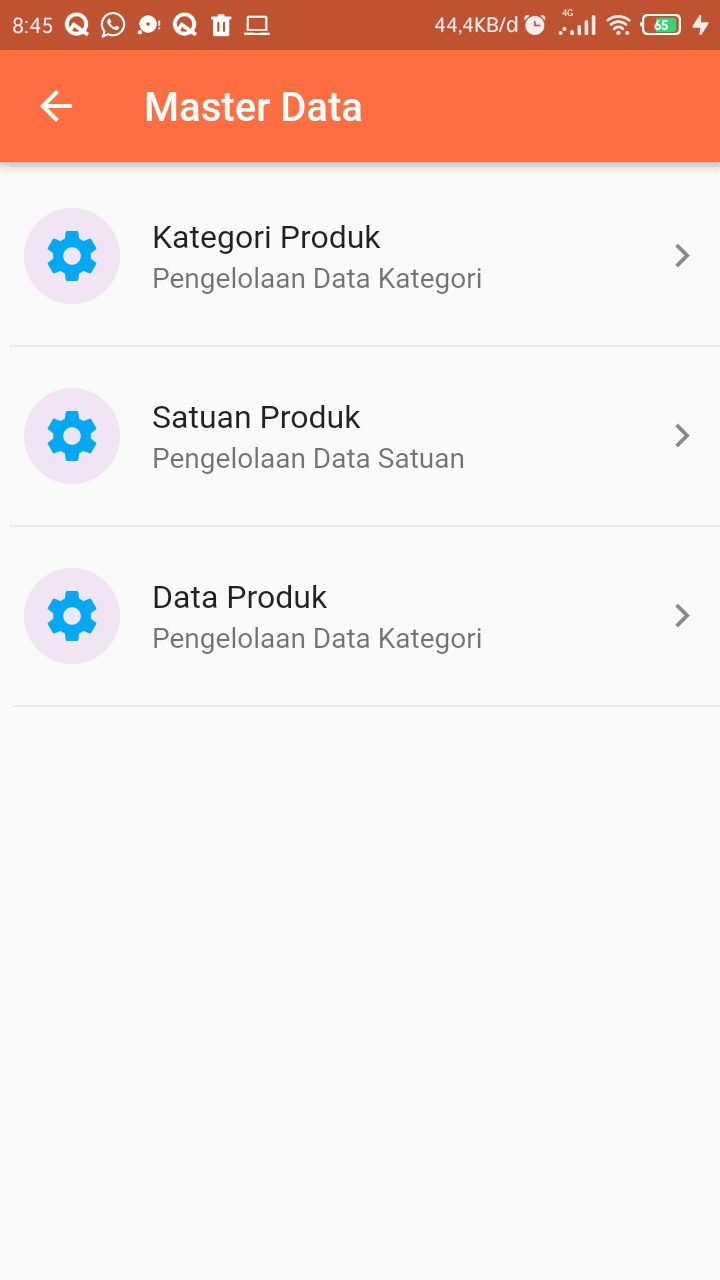 8:45 44,4KB/d 4G 65
Master Data
Kategori Produk
Pengelolaan Data Kategori
Satuan Produk
Pengelolaan Data Satuan
Data Produk
Pengelolaan Data Kategori